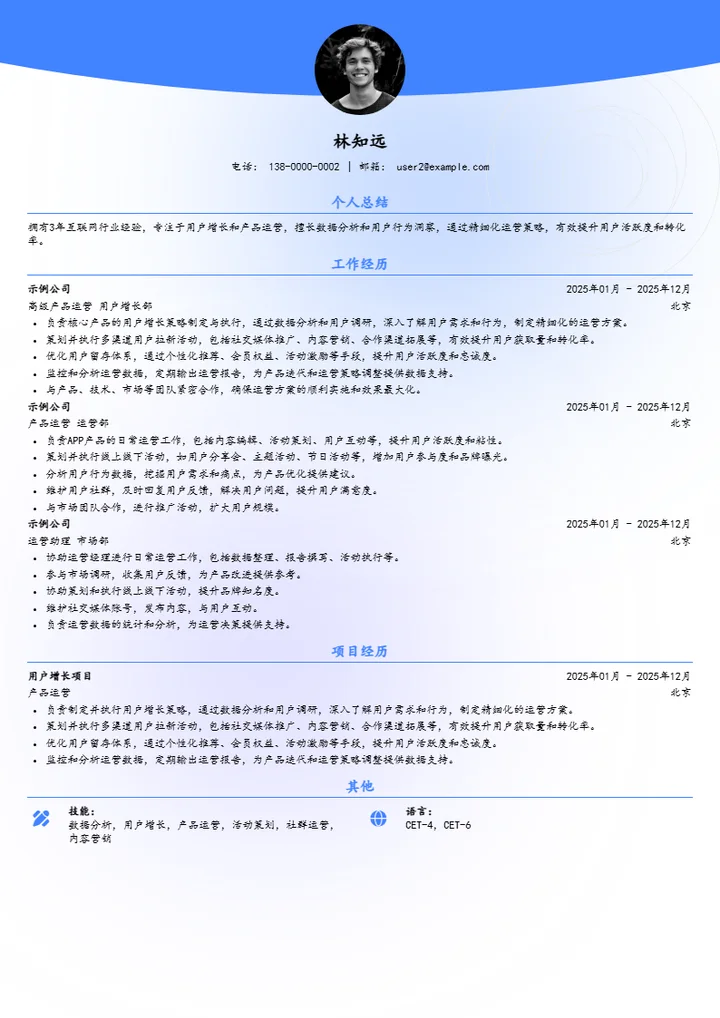 林知远
电话： 138-0000-0002 | 邮箱： user2@example.com
个人总结
拥有3年互联网行业经验，专注于用户增长和产品运营，擅长数据分析和用户行为洞察，通过精细化运营策略，有效提升用户活跃度和转化
率。
工作经历
示例公司 2025年01月 - 2025年12月
高级产品运营 用户增长部 北京
• 负责核心产品的用户增长策略制定与执行，通过数据分析和用户调研，深入了解用户需求和行为，制定精细化的运营方案。
• 策划并执行多渠道用户拉新活动，包括社交媒体推广、内容营销、合作渠道拓展等，有效提升用户获取量和转化率。
• 优化用户留存体系，通过个性化推荐、会员权益、活动激励等手段，提升用户活跃度和忠诚度。
• 监控和分析运营数据，定期输出运营报告，为产品迭代和运营策略调整提供数据支持。
• 与产品、技术、市场等团队紧密合作，确保运营方案的顺利实施和效果最大化。
示例公司 2025年01月 - 2025年12月
产品运营 运营部 北京
• 负责APP产品的日常运营工作，包括内容编辑、活动策划、用户互动等，提升用户活跃度和粘性。
• 策划并执行线上线下活动，如用户分享会、主题活动、节日活动等，增加用户参与度和品牌曝光。
• 分析用户行为数据，挖掘用户需求和痛点，为产品优化提供建议。
• 维护用户社群，及时回复用户反馈，解决用户问题，提升用户满意度。
• 与市场团队合作，进行推广活动，扩大用户规模。
示例公司 2025年01月 - 2025年12月
运营助理 市场部 北京
• 协助运营经理进行日常运营工作，包括数据整理、报告撰写、活动执行等。
• 参与市场调研，收集用户反馈，为产品改进提供参考。
• 协助策划和执行线上线下活动，提升品牌知名度。
• 维护社交媒体账号，发布内容，与用户互动。
• 负责运营数据的统计和分析，为运营决策提供支持。
项目经历
用户增长项目 2025年01月 - 2025年12月
产品运营 北京
• 负责制定并执行用户增长策略，通过数据分析和用户调研，深入了解用户需求和行为，制定精细化的运营方案。
• 策划并执行多渠道用户拉新活动，包括社交媒体推广、内容营销、合作渠道拓展等，有效提升用户获取量和转化率。
• 优化用户留存体系，通过个性化推荐、会员权益、活动激励等手段，提升用户活跃度和忠诚度。
• 监控和分析运营数据，定期输出运营报告，为产品迭代和运营策略调整提供数据支持。
其他
技能：
数据分析，用户增长，产品运营，活动策划，社群运营，
内容营销
语言：
CET-4，CET-6